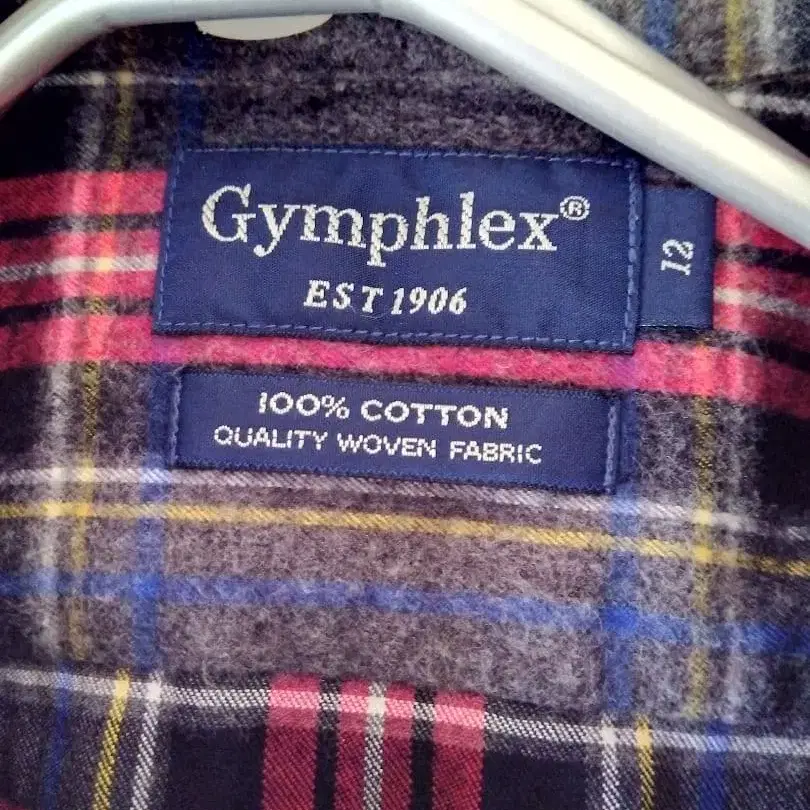 Gymphlex®
EST 1906
12
100% COTTON
QUALITY WOVEN FABRIC